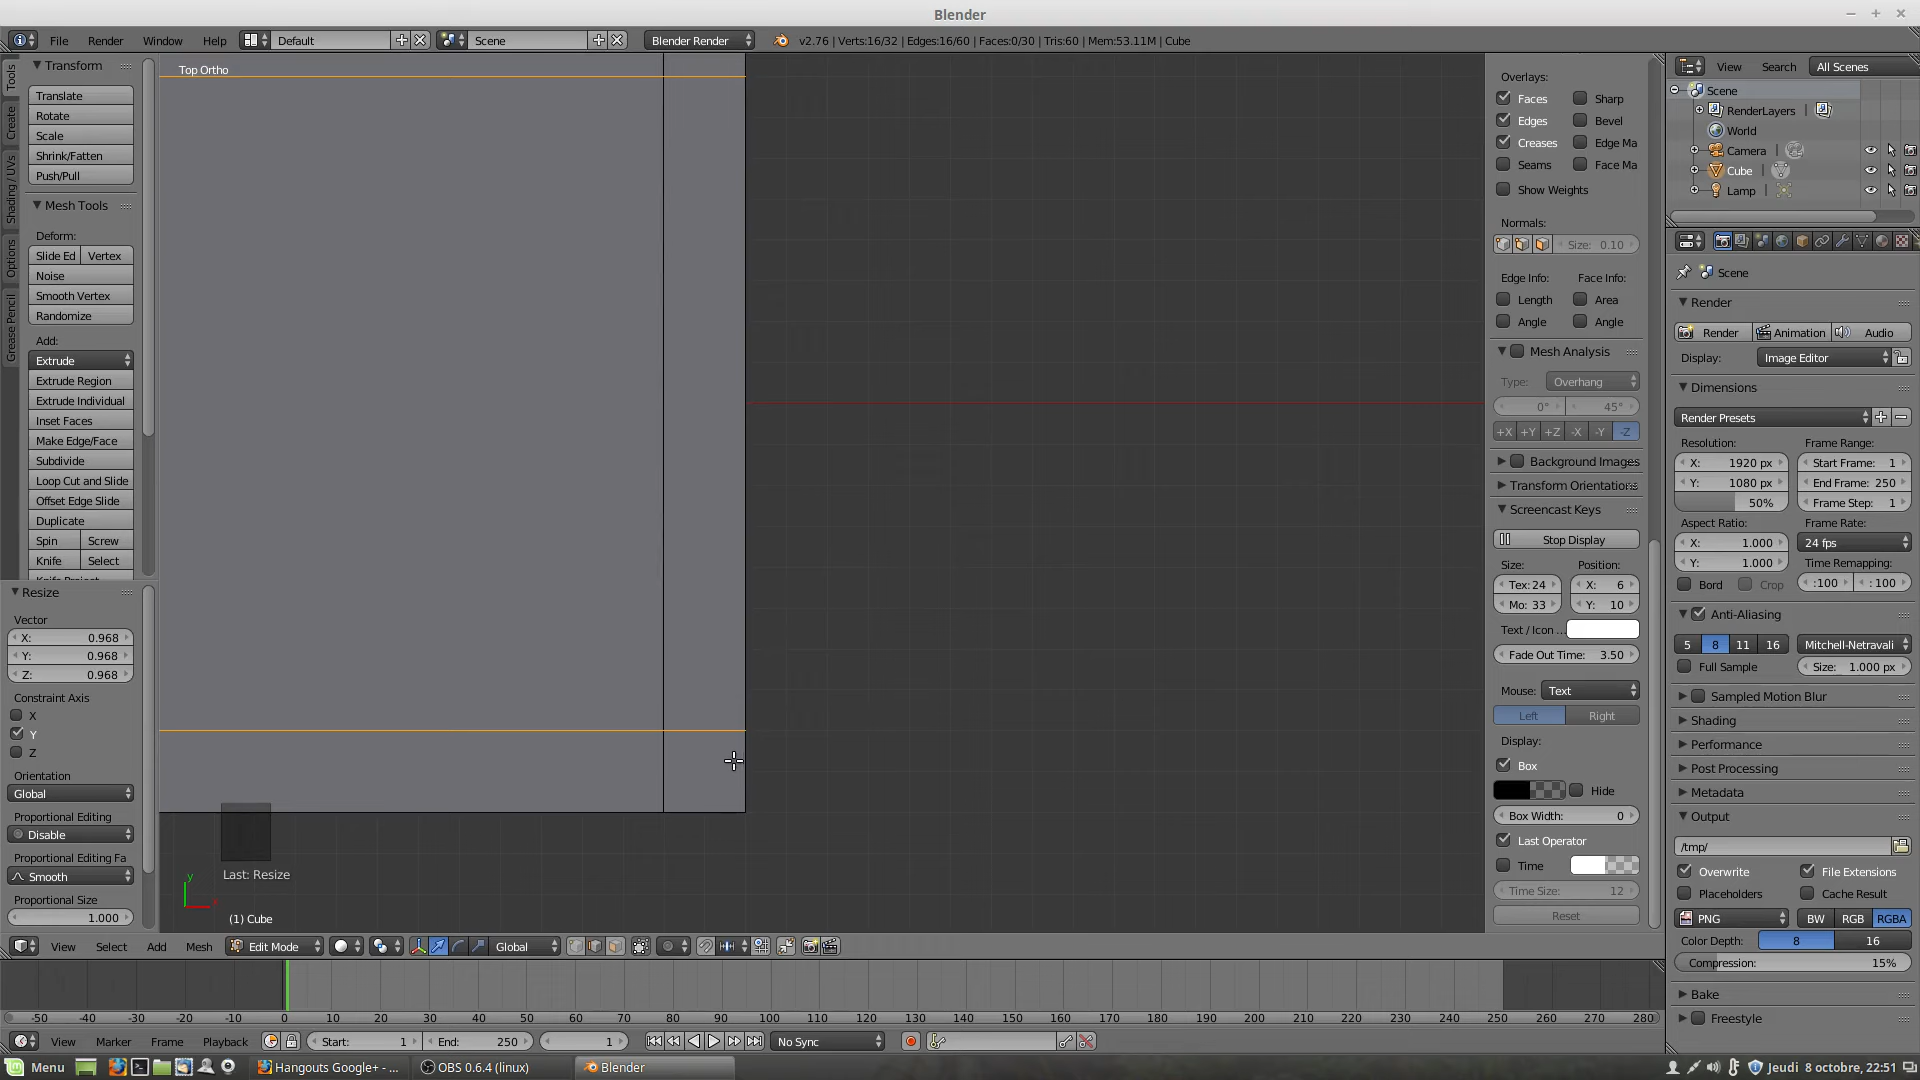 Blender
File Render Window Help Default Scene Blender Render v2.76 | Verts:16/32 | Edges:16/60 | Faces:0/30 | Tris:60 | Mem:53.11M | Cube
Tools
Create
Shading / UVs
Options
Grease Pencil
Transform
Translate
Rotate
Scale
Shrink/Fatten
Push/Pull
Mesh Tools
Deform:
Slide Ed Vertex
Noise
Smooth Vertex
Randomize
Add:
Extrude
Extrude Region
Extrude Individual
Inset Faces
Make Edge/Face
Subdivide
Loop Cut and Slide
Offset Edge Slide
Duplicate
Spin Screw
Knife Select
Resize
Vector
X: 0.968
Y: 0.968
Z: 0.968
Constraint Axis
X
Y
Z
Orientation
Global
Proportional Editing
Disable
Proportional Editing Fa
Smooth
Proportional Size
1.000
Top Ortho
Last: Resize
y
(1) Cube
Overlays:
Faces Sharp
Edges Bevel
Creases Edge Ma
Seams Face Ma
Show Weights
Normals:
Size: 0.10
Edge Info: Face Info:
Length Area
Angle Angle
Mesh Analysis
Type: Overhang
0° 45°
+X +Y +Z -X -Y -Z
Background Images
Transform Orientations
Screencast Keys
Stop Display
Size: Position:
Tex: 24 X: 6
Mo: 33 Y: 10
Text / Icon ...
Fade Out Time: 3.50
Mouse: Text
Left Right
Display:
Box
Hide
Box Width: 0
Last Operator
Time
Time Size: 12
Reset
View Search All Scenes
Scene
RenderLayers |
World
Camera |
Cube |
Lamp |
Scene
Render
Render Animation Audio
Display: Image Editor
Dimensions
Render Presets
Resolution: Frame Range:
X: 1920 px Start Frame: 1
Y: 1080 px End Frame: 250
50% Frame Step: 1
Aspect Ratio: Frame Rate:
X: 1.000 24 fps
Y: 1.000 Time Remapping:
Bord Crop :100 : 100
Anti-Aliasing
5 8 11 16 Mitchell-Netravali
Full Sample Size: 1.000 px
Sampled Motion Blur
Shading
Performance
Post Processing
Metadata
Output
/tmp/
Overwrite File Extensions
Placeholders Cache Result
PNG BW RGB RGBA
Color Depth: 8 16
Compression: 15%
Bake
Freestyle
View Select Add Mesh Edit Mode Global
-50 -40 -30 -20 -10 0 10 20 30 40 50 60 70 80 90 100 110 120 130 140 150 160 170 180 190 200 210 220 230 240 250 260 270 280
View Marker Frame Playback Start: 1 End: 250 1 No Sync
Menu Hangouts Google+ - ... OBS 0.6.4 (linux) Blender Jeudi 8 octobre, 22:51